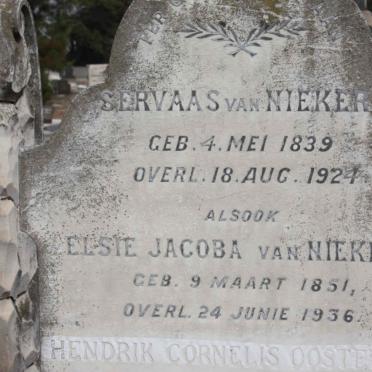 SERVAAS VAN NIEKER
GEB. 4. MEI 1839
OVERL. 18. AUG. 1924
ALSOOK
ELSIE JACOBA VAN NIEK
GEB. 9 MAART 1851,
OVERL. 24 JUNIE 1936.
HENDRIK CORNELIS OOSTE